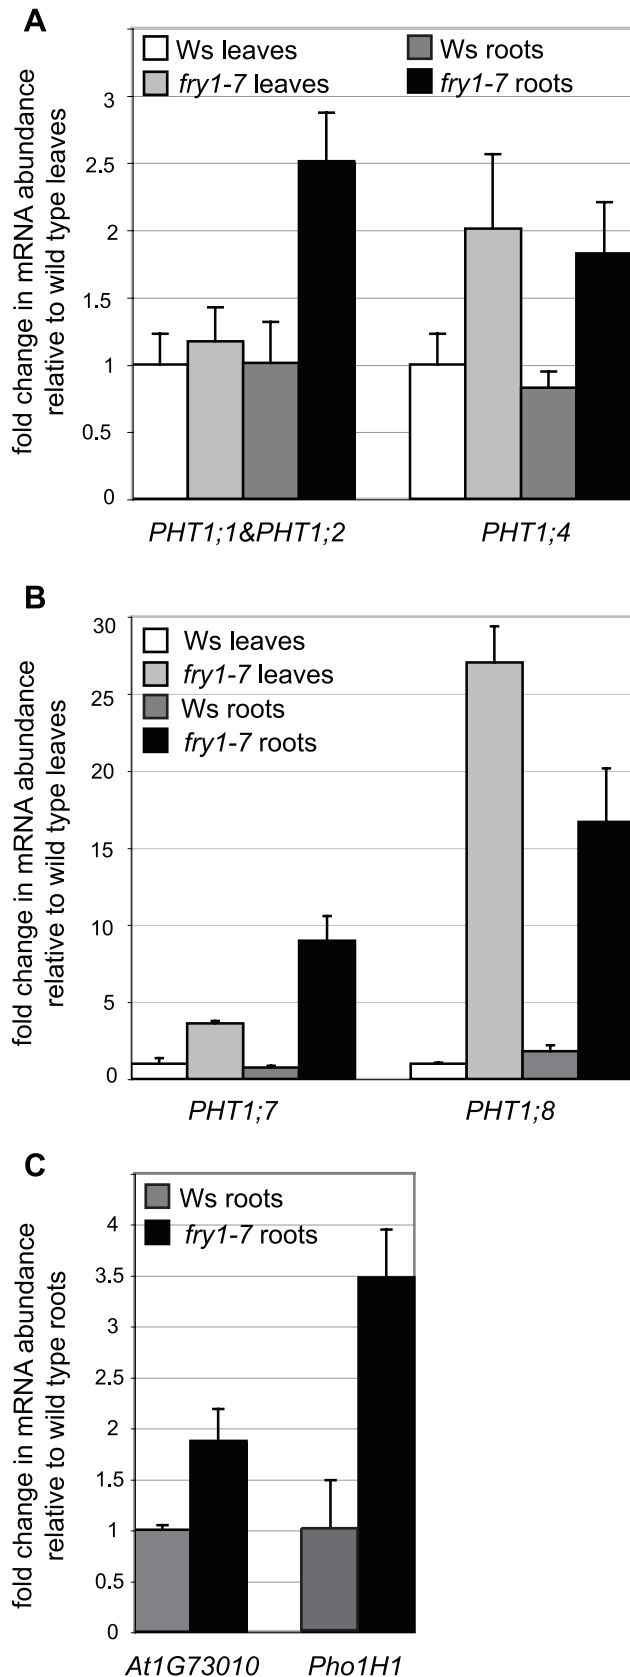 A
fold change in mRNA abundance
relative to wild type leaves
Ws leaves
Ws roots
fry1-7 leaves
fry1-7 roots
3
2.5
2
1.5
1
0.5
0
PHT1;1&PHT1;2
PHT1;4
B
fold change in mRNA abundance
relative to wild type leaves
Ws leaves
fry1-7 leaves
Ws roots
fry1-7 roots
30
25
20
15
10
5
0
PHT1;7
PHT1;8
C
fold change in mRNA abundance
relative to wild type roots
Ws roots
fry1-7 roots
4
3.5
3
2.5
2
1.5
1
0.5
0
At1G73010
Pho1H1